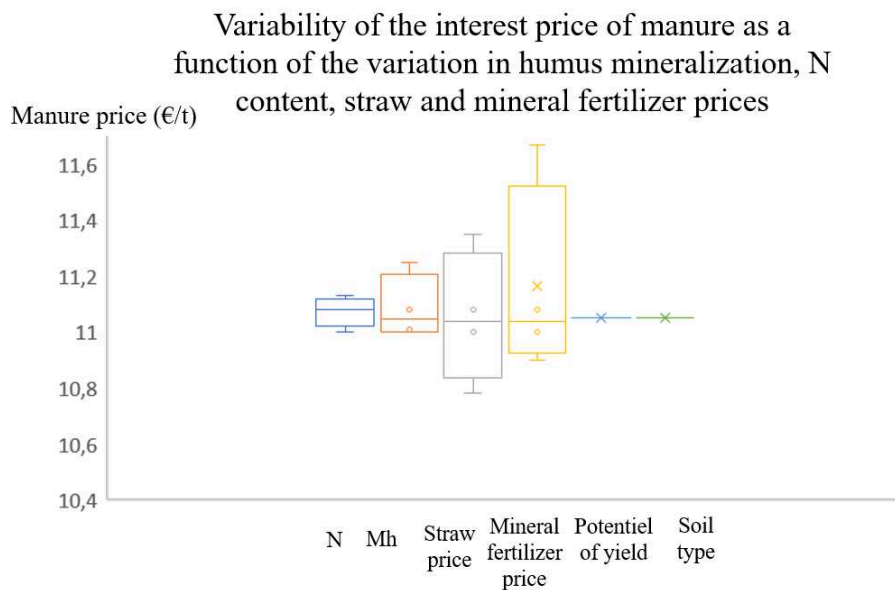 Variability of the interest price of manure as a
function of the variation in humus mineralization, N
content, straw and mineral fertilizer prices
Manure price (€/t)
11,6
11,4
11,2
11
10,8
10,6
10,4
N
Mh
Straw
price
Mineral
fertilizer
price
Potentiel
of yield
Soil
type